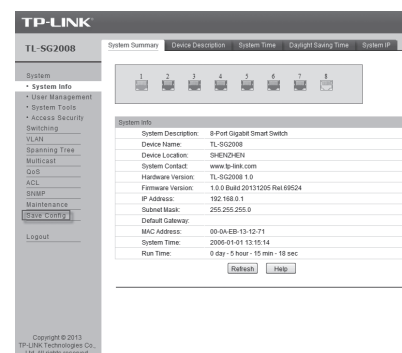 TP-LINK
TL-SG2008
System Summary Device Description System Time Daylight Saving Time System IP
System
• System Info
• User Management
• System Tools
• Access Security
Switching
VLAN
Spanning Tree
Multicast
QoS
ACL
SNMP
Maintenance
Save Config
Logout
Copyright © 2013
TP-LINK Technologies Co.,
Ltd. All rights reserved.
1 2 3 4 5 6 7 8
System Info
System Description: 8-Port Gigabit Smart Switch
Device Name: TL-SG2008
Device Location: SHENZHEN
System Contact: www.tp-link.com
Hardware Version: TL-SG2008 1.0
Firmware Version: 1.0.0 Build 20131205 Rel.69524
IP Address: 192.168.0.1
Subnet Mask: 255.255.255.0
Default Gateway:
MAC Address: 00-0A-EB-13-12-71
System Time: 2006-01-01 13:15:14
Run Time: 0 day - 5 hour - 15 min - 18 sec
Refresh Help